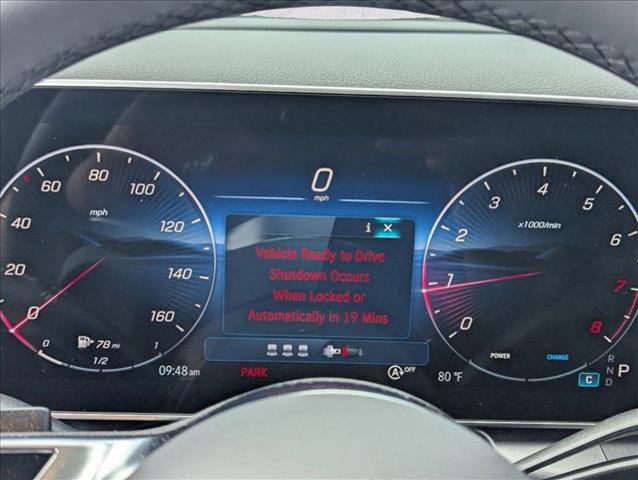 0
mph
i ×
Vehicle Ready to Drive
Shutdown Occurs
When Locked or
Automatically in 19 Mins
0
20
40
60
80
100
120
140
160
mph
78 mi
0 1/2 1
09:48 am
PARK
A OFF
80 °F
0
1
2
3
4
5
6
7
8
x1000/min
POWER
CHARGE
C
R
N
D
P